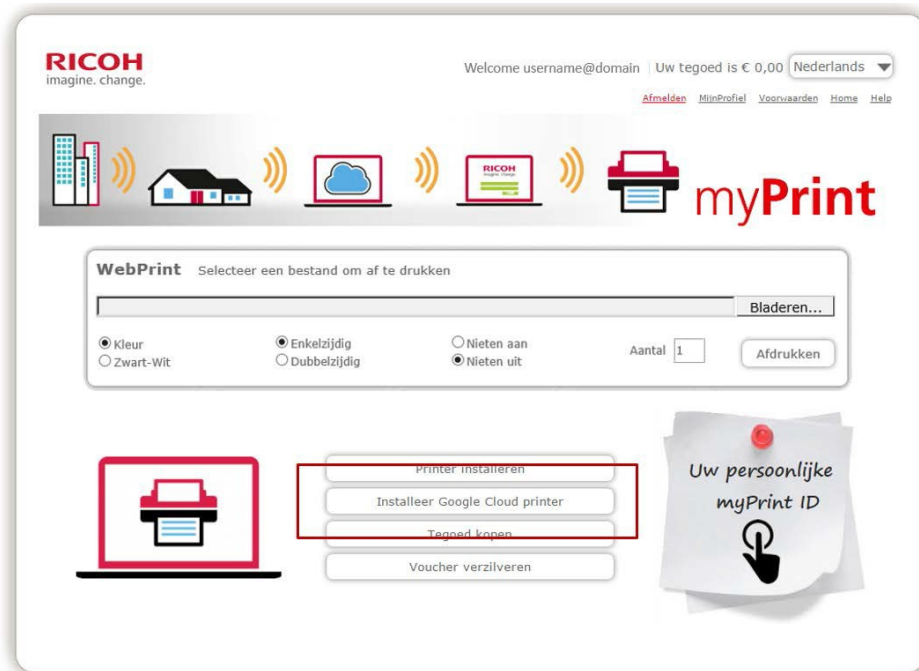 RICOH
imagine. change.
Welcome username@domain | Uw tegoed is € 0,00 Nederlands
Afmelden MijnProfiel Voorwaarden Home Help
RICOH
imagine. change.
myPrint
WebPrint Selecteer een bestand om af te drukken
Bladeren...
Kleur Enkelzijdig Nieten aan
Aantal 1 Afdrukken
Zwart-Wit Dubbelzijdig Nieten uit
Printer installeren
Installeer Google Cloud printer
Tegoed kopen
Voucher verzilveren
Uw persoonlijke
myPrint ID